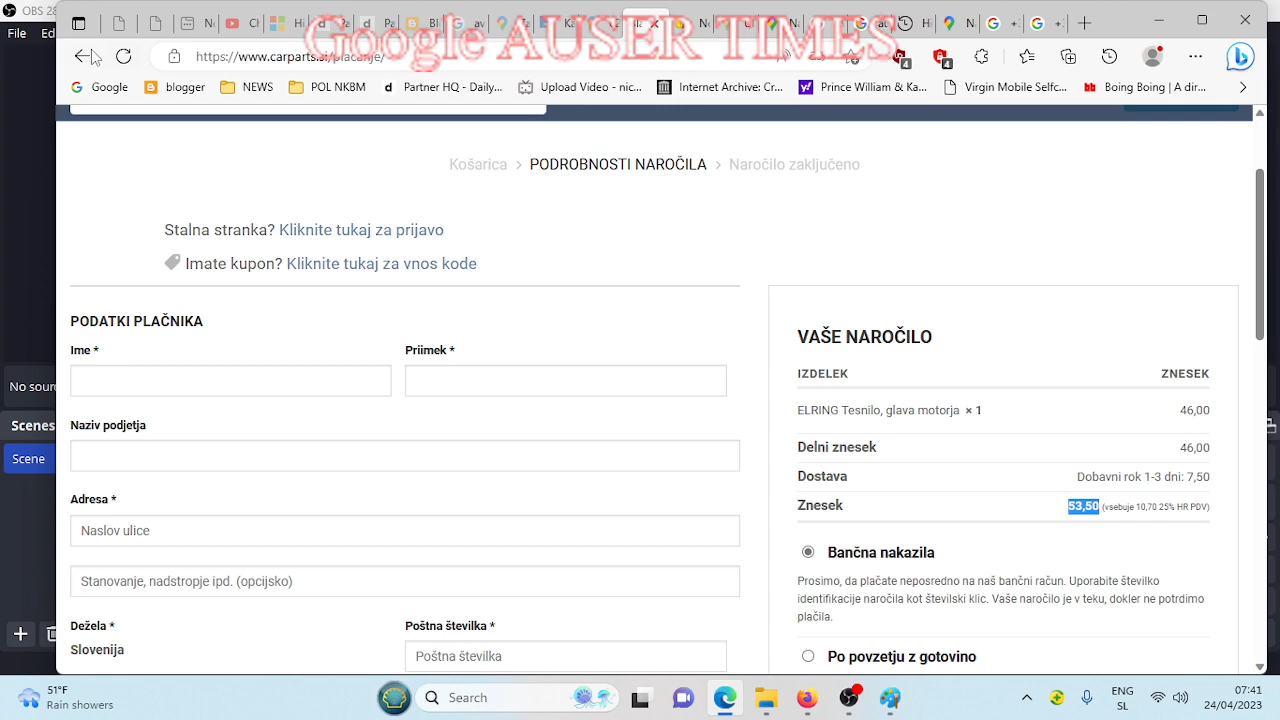 OBS 28
File
Ed
Google AUSER TIMES
https://www.carparts.si/placanje/
4
4
Google
blogger
NEWS
POL NKBM
Partner HQ - Daily...
Upload Video - nic...
Internet Archive: Cr...
Prince William & Ka...
Virgin Mobile Selfc...
Boing Boing | A dir...
Košarica > PODROBNOSTI NAROČILA > Naročilo zaključeno
Stalna stranka? Kliknite tukaj za prijavo
Imate kupon? Kliknite tukaj za vnos kode
PODATKI PLAČNIKA
Ime *
Priimek *
Naziv podjetja
Adresa *
Naslov ulice
Stanovanje, nadstropje ipd. (opcijsko)
Dežela *
Slovenija
Poštna številka *
Poštna številka
VAŠE NAROČILO
IZDELEK
ZNESEK
ELRING Tesnilo, glava motorja × 1
46,00
Delni znesek
46,00
Dostava
Dobavni rok 1-3 dni: 7,50
Znesek
53,50 (vsebuje 10,70 25% HR PDV)
Bančna nakazila
Prosimo, da plačate neposredno na naš bančni račun. Uporabite številko
identifikacije naročila kot številski klic. Vaše naročilo je v teku, dokler ne potrdimo
plačila.
Po povzetju z gotovino
No sour
Scenes
Scene
51°F
Rain showers
Search
ENG
SL
07:41
24/04/2023